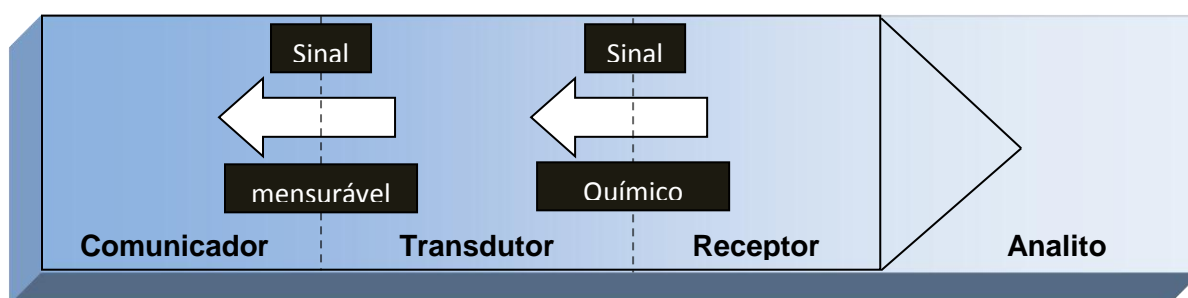 Sinal
Sinal
mensurável
Químico
Comunicador
Transdutor
Receptor
Analito